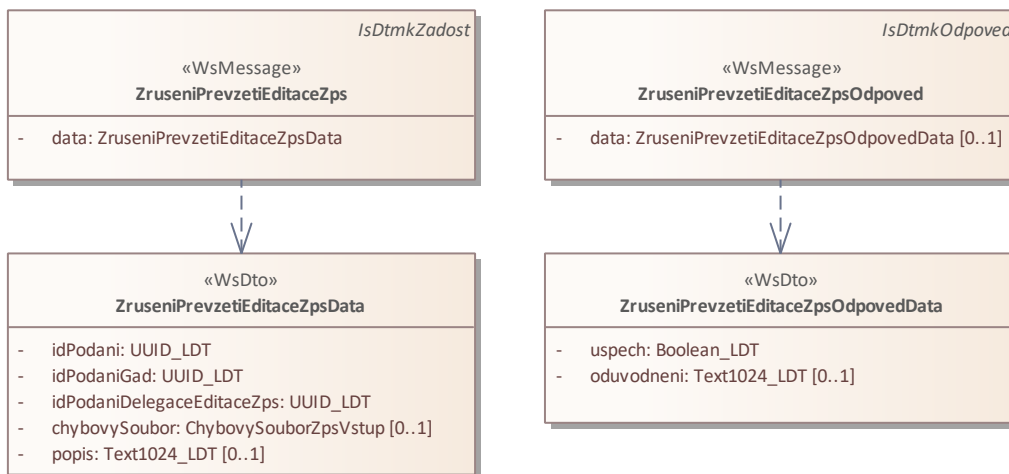 IsDtmkZadost
«WsMessage»
ZruseniPrevzetiEditaceZps
- data: ZruseniPrevzetiEditaceZpsData
IsDtmkOdpoved
«WsMessage»
ZruseniPrevzetiEditaceZpsOdpoved
- data: ZruseniPrevzetiEditaceZpsOdpovedData [0..1]
«WsDto»
ZruseniPrevzetiEditaceZpsData
- idPodani: UUID_LDT
- idPodaniGad: UUID_LDT
- idPodaniDelegaceEditaceZps: UUID_LDT
- chybovySoubor: ChybovySouborZpsVstup [0..1]
- popis: Text1024_LDT [0..1]
«WsDto»
ZruseniPrevzetiEditaceZpsOdpovedData
- uspech: Boolean_LDT
- oduvodneni: Text1024_LDT [0..1]